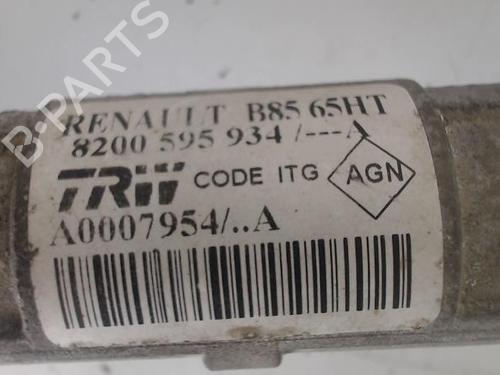 RENAULT B85 65HT
8200 595 934 /---A
TRW CODE ITG AGN
A0007954/..A
B-PARTS